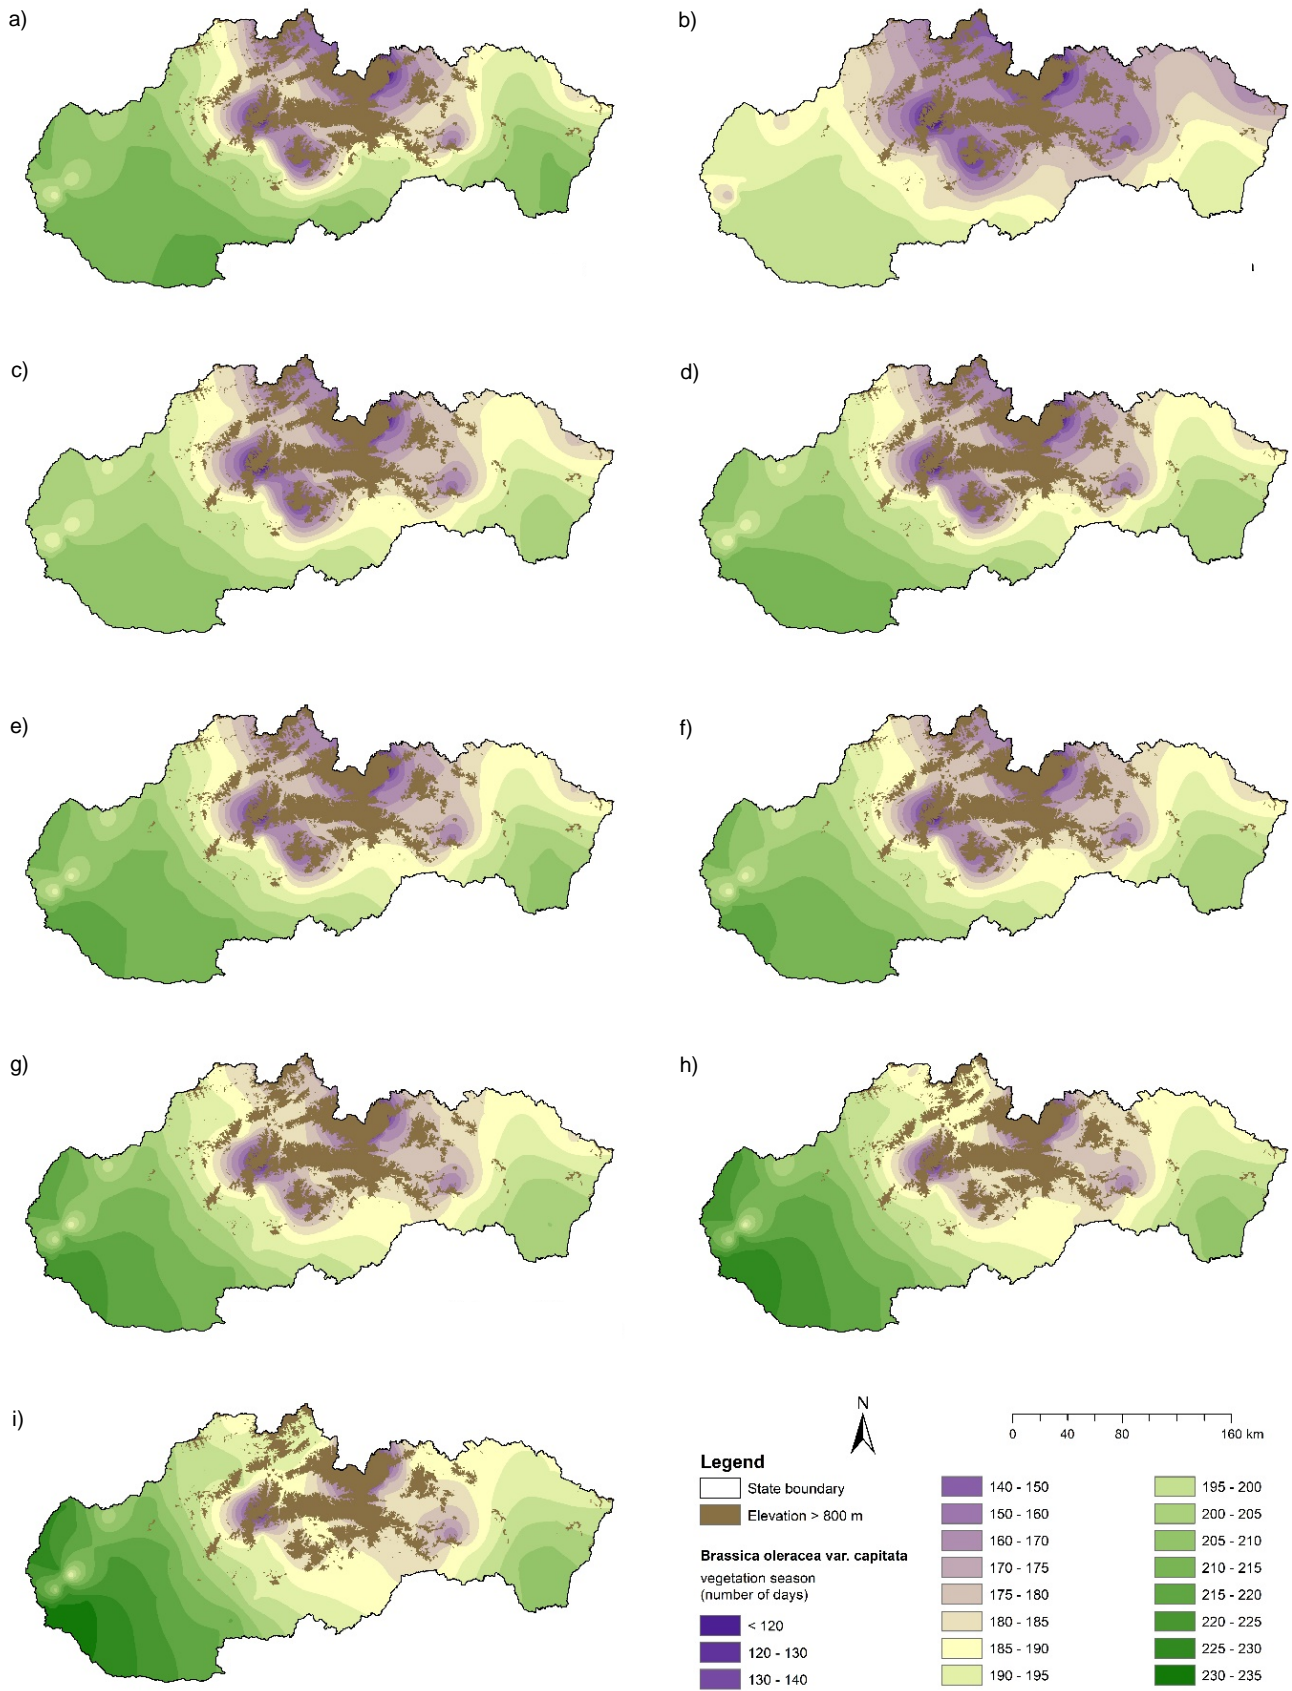 a)
b)
c)
d)
e)
f)
g)
h)
i)
N
0 40 80 160 km
Legend
State boundary
Elevation > 800 m
Brassica oleracea var. capitata
vegetation season
(number of days)
< 120
120 - 130
130 - 140
140 - 150
150 - 160
160 - 170
170 - 175
175 - 180
180 - 185
185 - 190
190 - 195
195 - 200
200 - 205
205 - 210
210 - 215
215 - 220
220 - 225
225 - 230
230 - 235